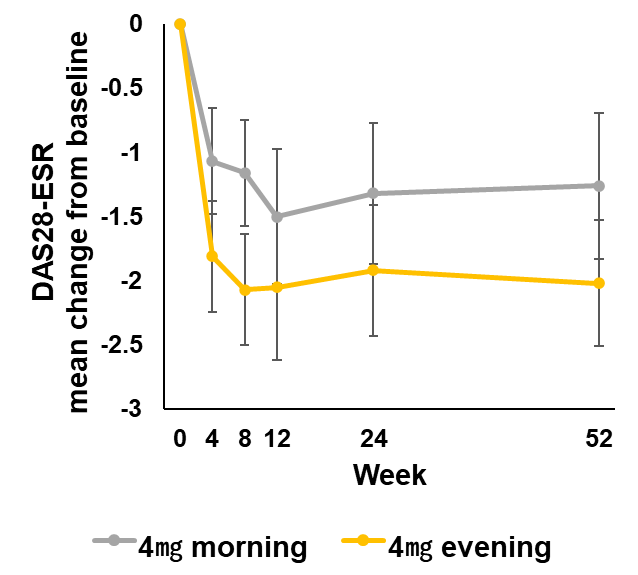 DAS28-ESR
mean change from baseline
0
-0.5
-1
-1.5
-2
-2.5
-3
0 4 8 12 24 52
Week
4㎎ morning 4㎎ evening